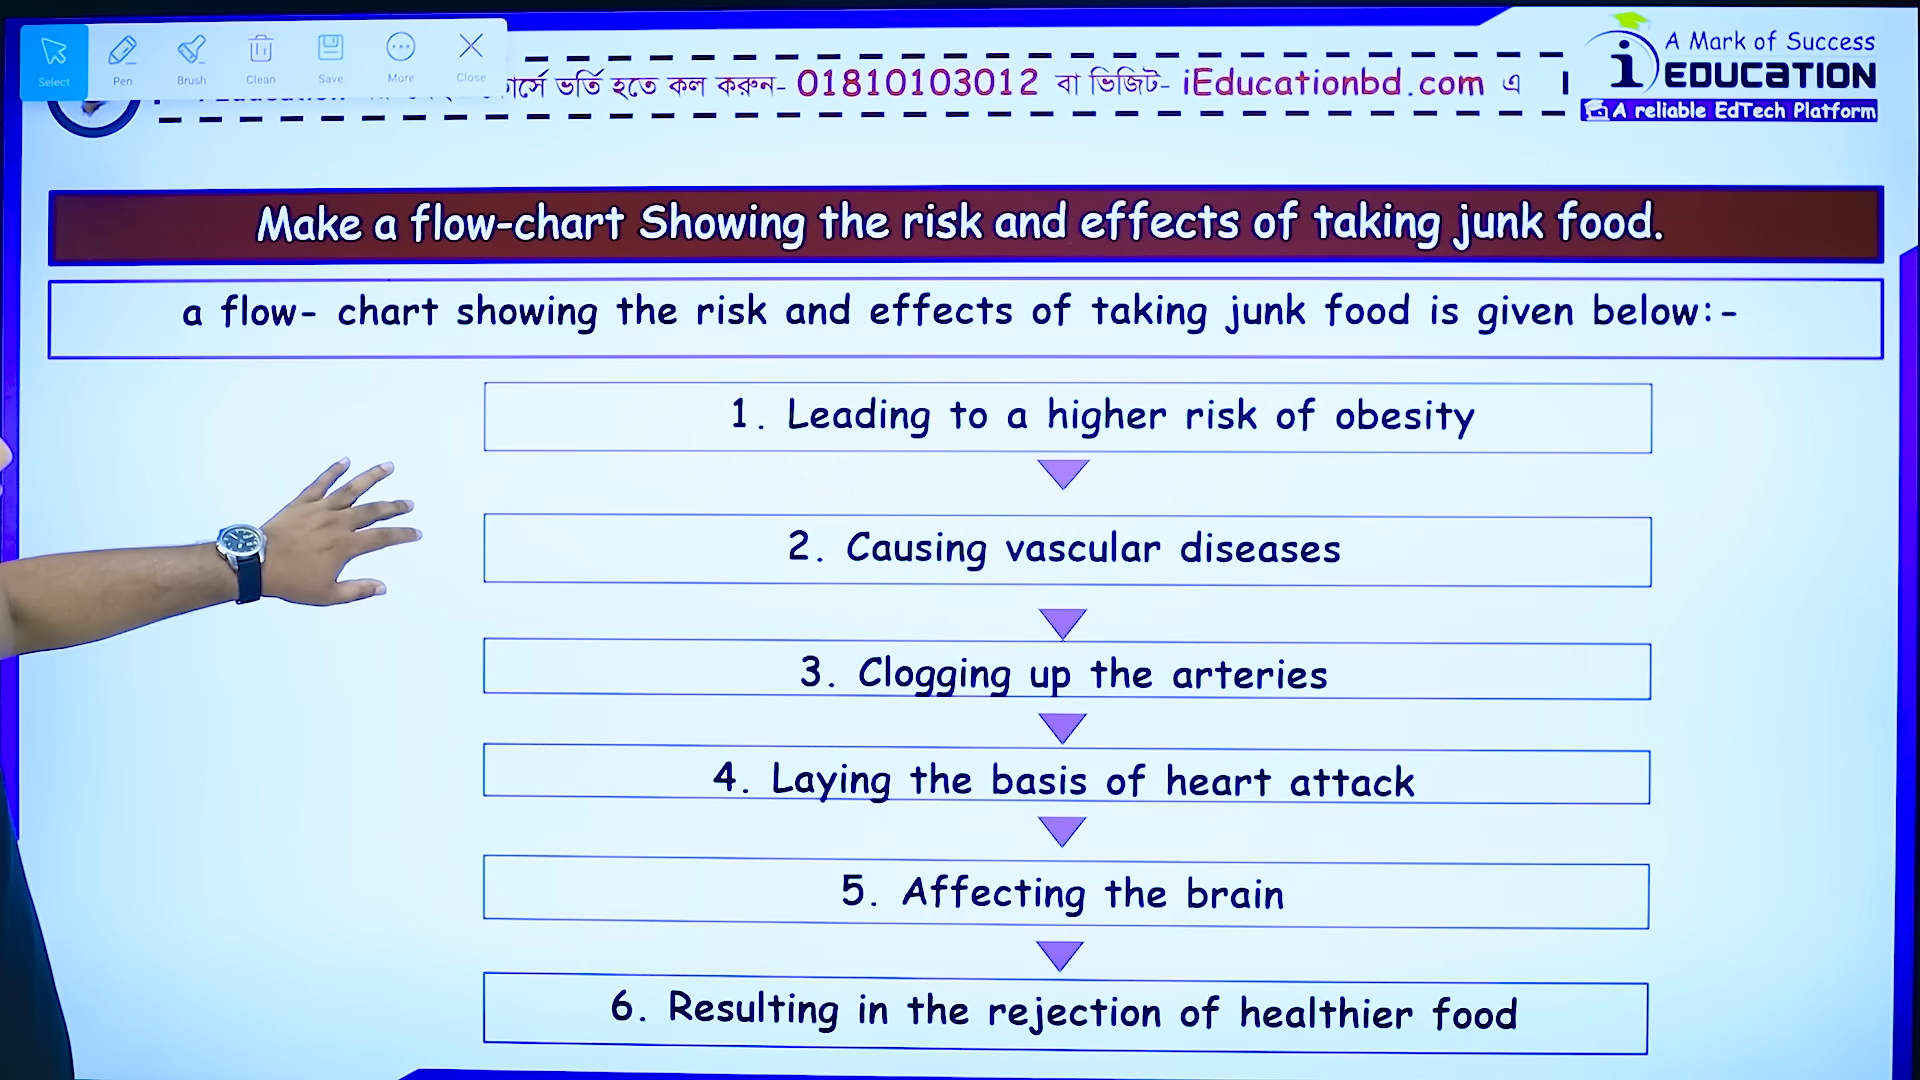 Select Pen Brush Clean Save More Close
ভর্তি হতে কল করুন- 01810103012 বা ভিজিট- iEducationbd.com এ
A Mark of Success
iEDUCATION
A reliable EdTech Platform
Make a flow-chart Showing the risk and effects of taking junk food.
a flow- chart showing the risk and effects of taking junk food is given below:-
1. Leading to a higher risk of obesity
2. Causing vascular diseases
3. Clogging up the arteries
4. Laying the basis of heart attack
5. Affecting the brain
6. Resulting in the rejection of healthier food